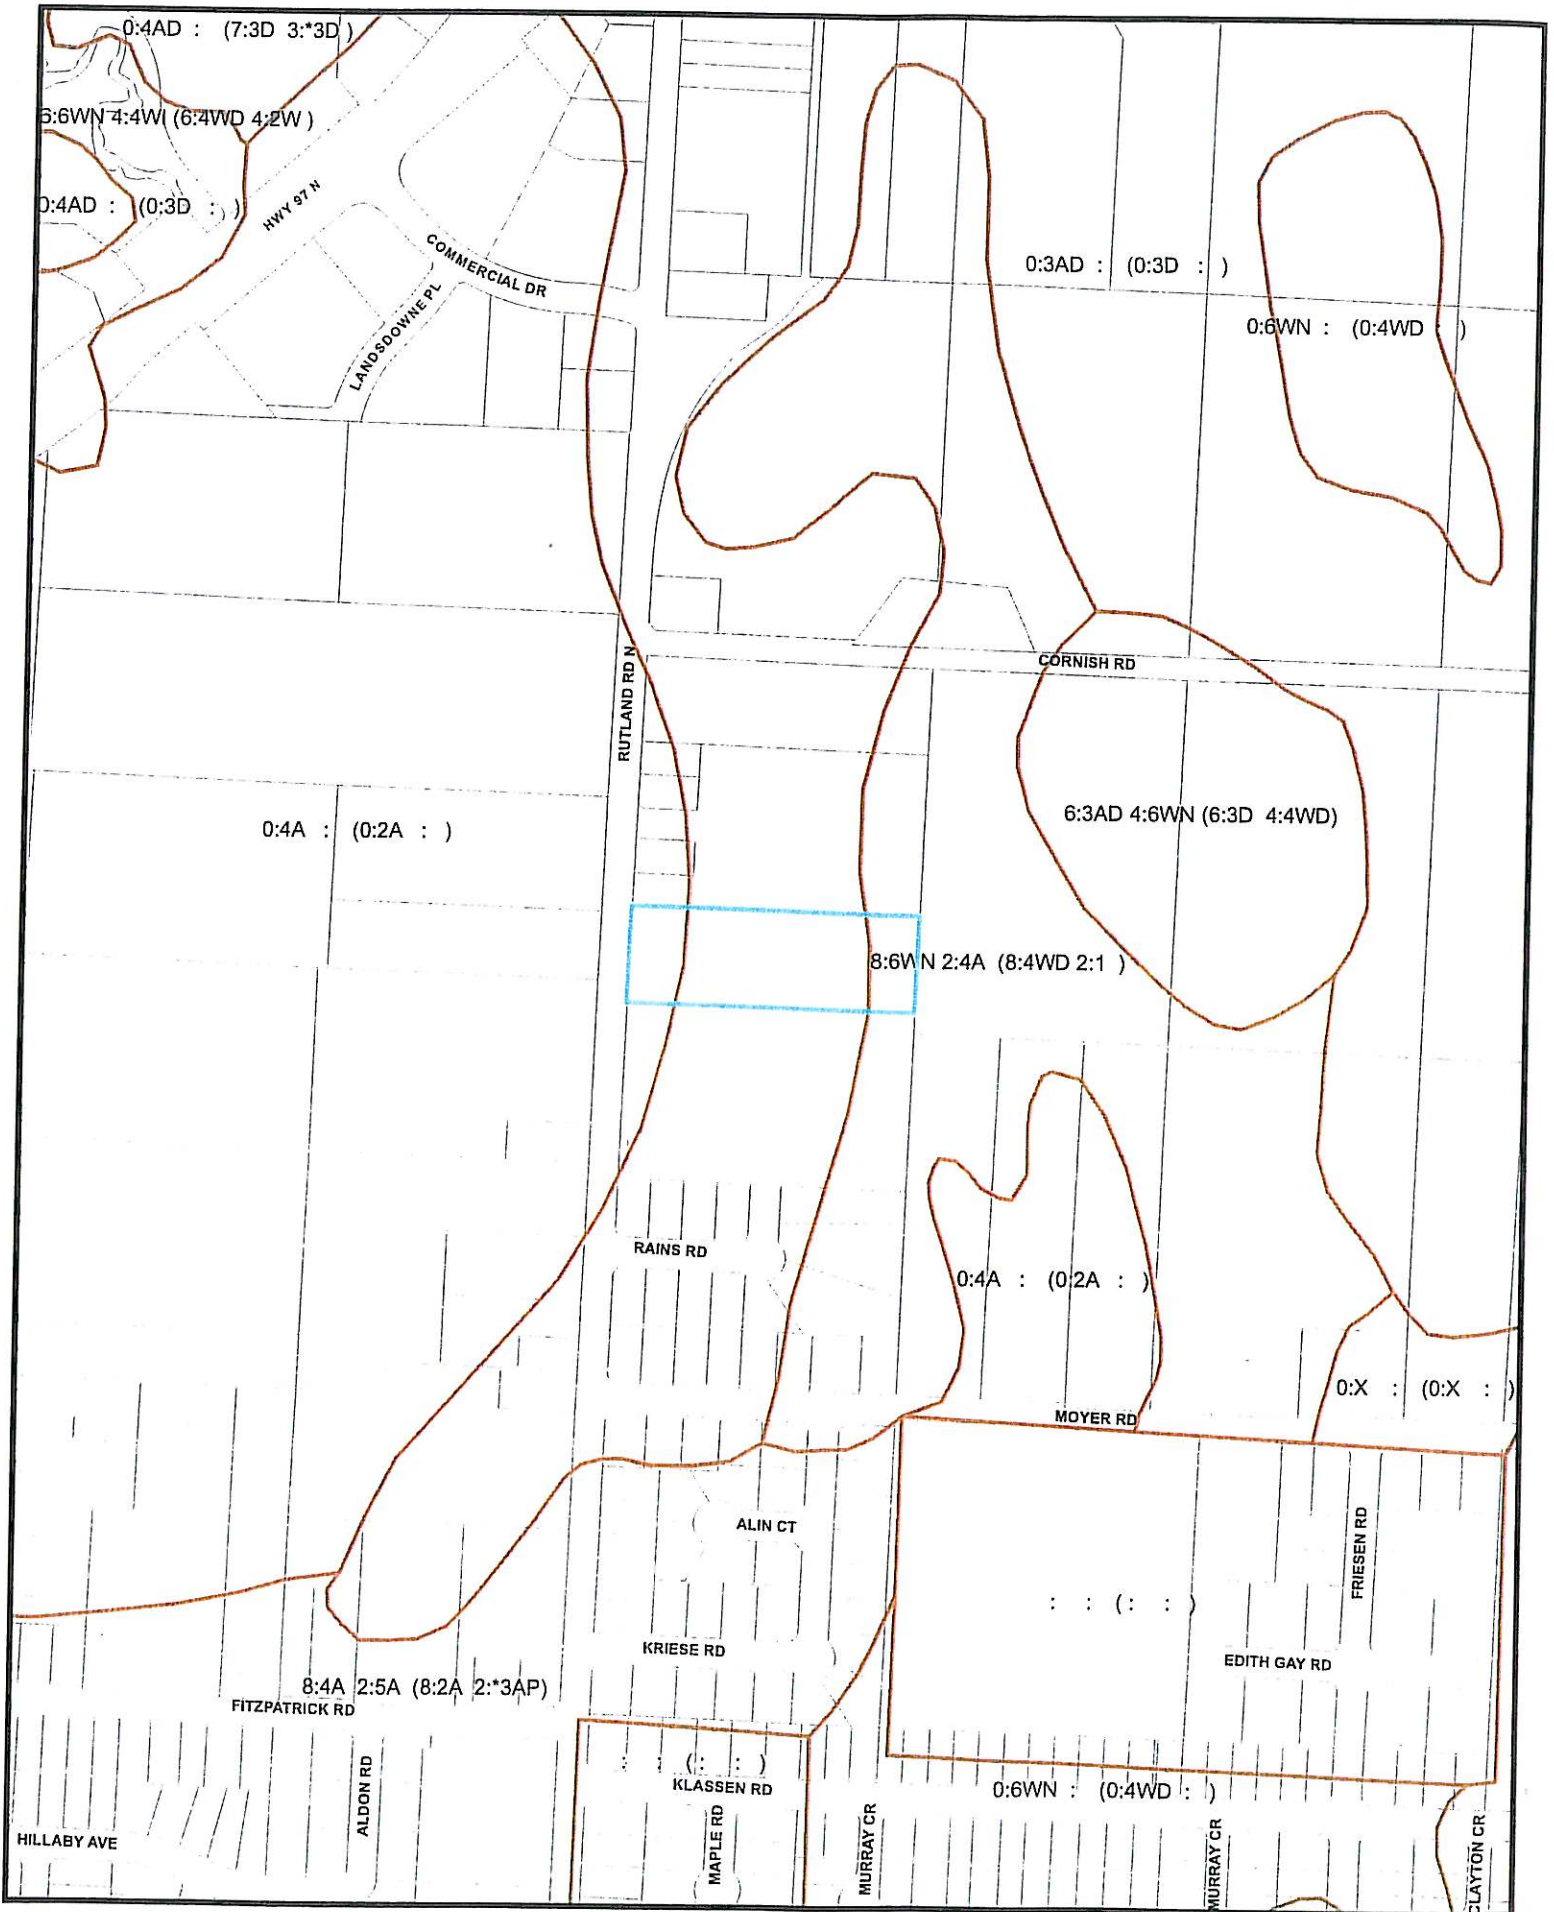 0:4AD : (7:3D 3:*3D )
6:6WN 4:4WI (6:4WD 4:2W )
0:4AD : (0:3D : )
HWY 97 N
COMMERCIAL DR
LANDSDOWNE PL
0:3AD : (0:3D : )
0:6WN : (0:4WD : )
CORNISH RD
RUTLAND RD N
0:4A : (0:2A : )
6:3AD 4:6WN (6:3D 4:4WD)
8:6WN 2:4A (8:4WD 2:1 )
RAINS RD
0:4A : (0:2A : )
0:X : (0:X : )
MOYER RD
ALIN CT
FRIESEN RD
: : (: : )
KRIESE RD
EDITH GAY RD
8:4A 2:5A (8:2A 2:*3AP)
FITZPATRICK RD
: : (: : )
KLASSEN RD
0:6WN : (0:4WD : )
ALDON RD
MAPLE RD
MURRAY CR
MURRAY CR
CLAYTON CR
HILLABY AVE